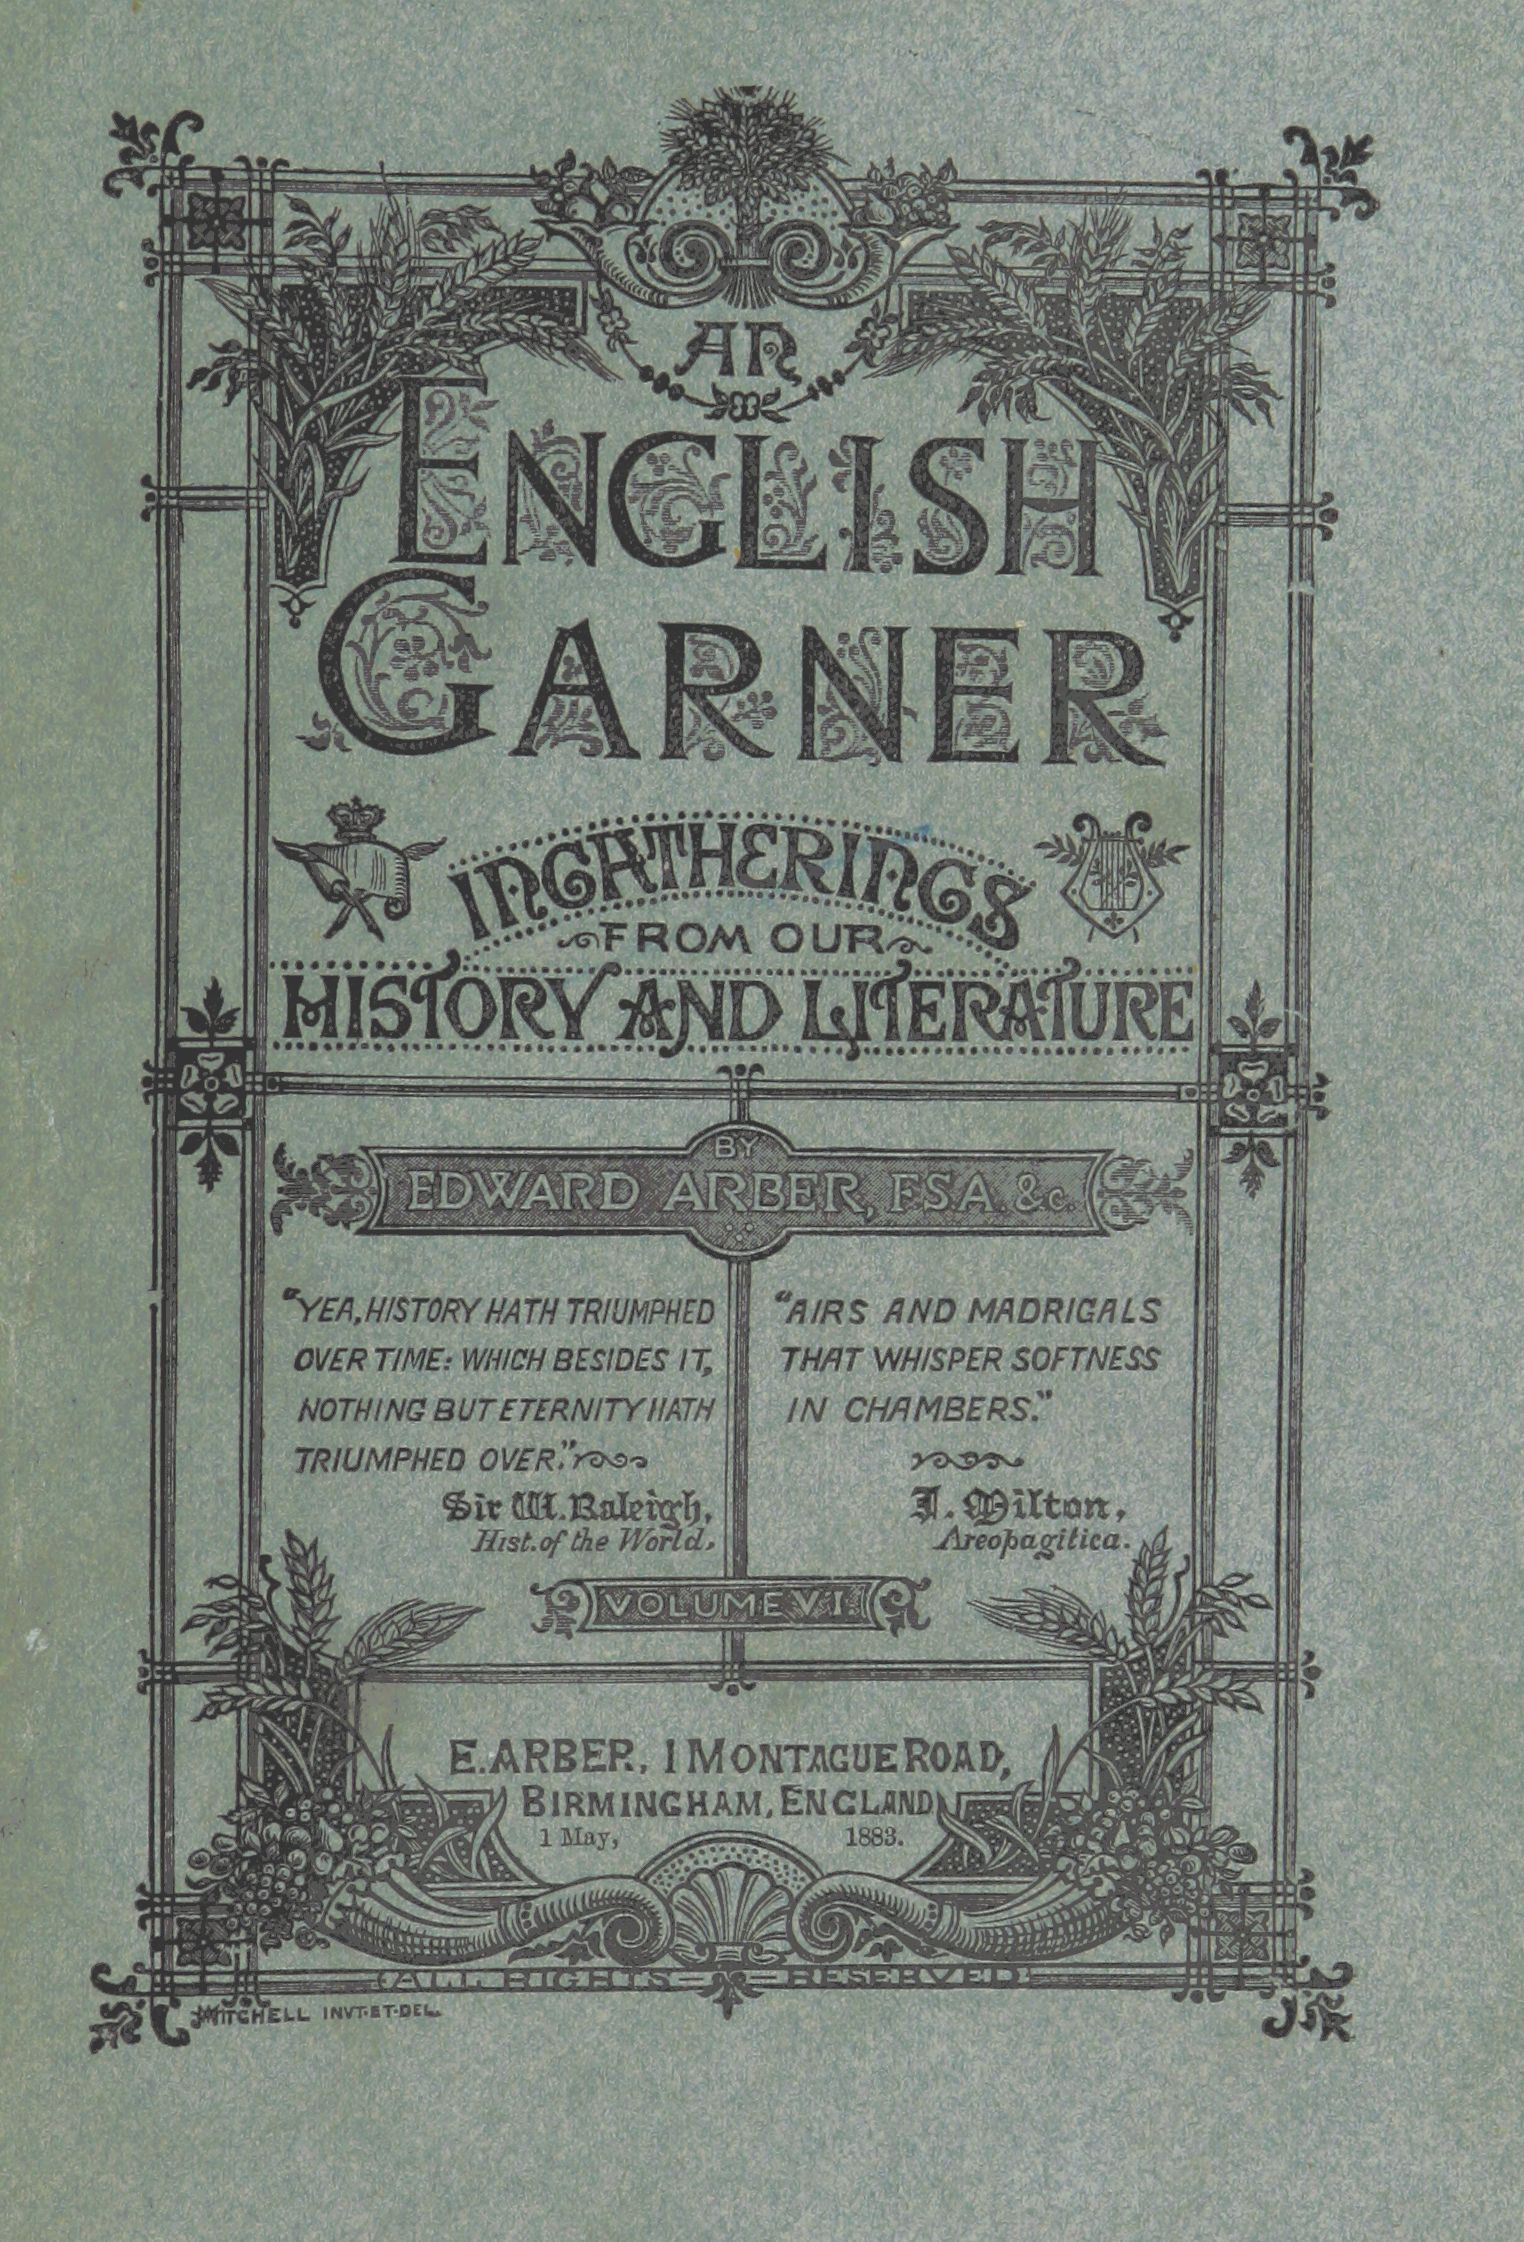 AN
ENGLISH
GARNER
INGATHERINGS
FROM OUR
HISTORY AND LITERATURE
BY
EDWARD ARBER, F.S.A. &c.
"YEA, HISTORY HATH TRIUMPHED
OVER TIME: WHICH BESIDES IT,
NOTHING BUT ETERNITY HATH
TRIUMPHED OVER."
Sir W. Raleigh,
Hist. of the World.
"AIRS AND MADRIGALS
THAT WHISPER SOFTNESS
IN CHAMBERS."
J. Milton,
Areopagitica.
VOLUME VI.
E. ARBER, 1 MONTAGUE ROAD,
BIRMINGHAM, ENGLAND
1 May, 1883.
ALL RIGHTS — RESERVED
MITCHELL INVT. ET. DEL.